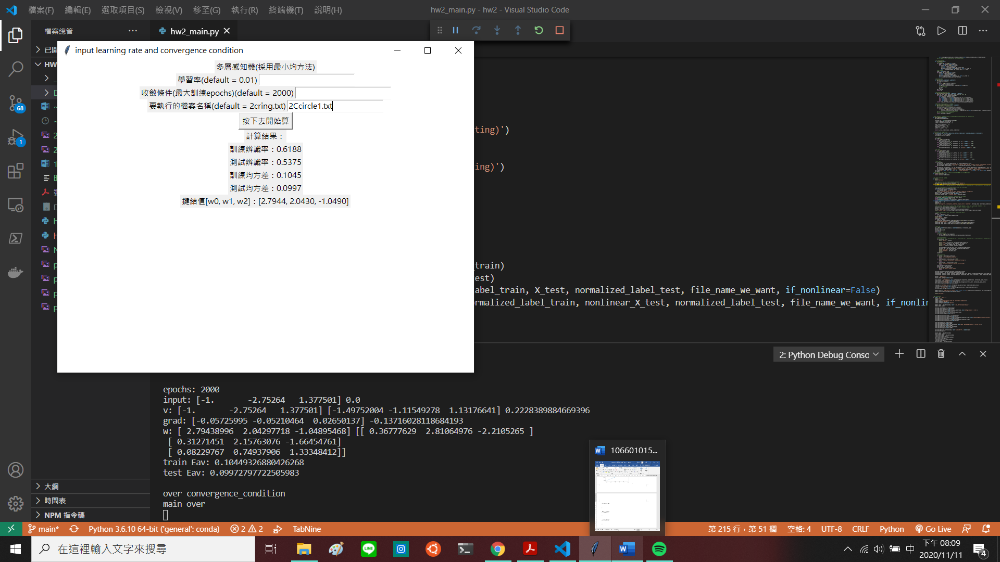 檔案(F) 編輯(E) 選取項目(S) 檢視(V) 移至(G) 執行(R) 終端機(T) 說明(H)
hw2_main.py - hw2 - Visual Studio Code
檔案總管
hw2_main.py
input learning rate and convergence condition
多層感知機(採用最小均方法)
學習率(default = 0.01)
收斂條件(最大訓練epochs)(default = 2000)
要執行的檔案名稱(default = 2cring.txt) 2Ccircle1.txt
按下去開始算
計算結果：
訓練辨識率：0.6188
測試辨識率：0.5375
訓練均方差：0.1045
測試均方差：0.0997
鍵結值[w0, w1, w2]：[2.7944, 2.0430, -1.0490]
HW
68
1
ting)')
ing)')
_train)
est)
abel_train, X_test, normalized_label_test, file_name_we_want, if_nonlinear=False)
rmalized_label_train, nonlinear_X_test, normalized_label_test, file_name_we_want, if_nonlin
2: Python Debug Consc
epochs: 2000
input: [-1. -2.75264 1.377501] 0.0
v: [-1. -2.75264 1.377501] [-1.49752004 -1.11549278 1.13176641] 0.2228389884669396
grad: [-0.05725995 -0.05210464 0.02650137] -0.13716028118684193
w: [ 2.79438996 2.04297718 -1.04895468] [[ 0.36777629 2.81064976 -2.2105265 ]
[ 0.31271451 2.15763076 -1.66454761]
[ 0.08229767 0.74937906 1.33348412]]
train Eav: 0.10449326880426268
test Eav: 0.09972797722505983
over convergence_condition
main over
大綱
時間表
NPM 指令碼
106601015...
main* Python 3.6.10 64-bit ('general': conda) 2 2 TabNine
第 215 行，第 51 欄 空格: 4 UTF-8 CRLF Python Go Live
在這裡輸入文字來搜尋
中
下午 08:09
2020/11/11
4